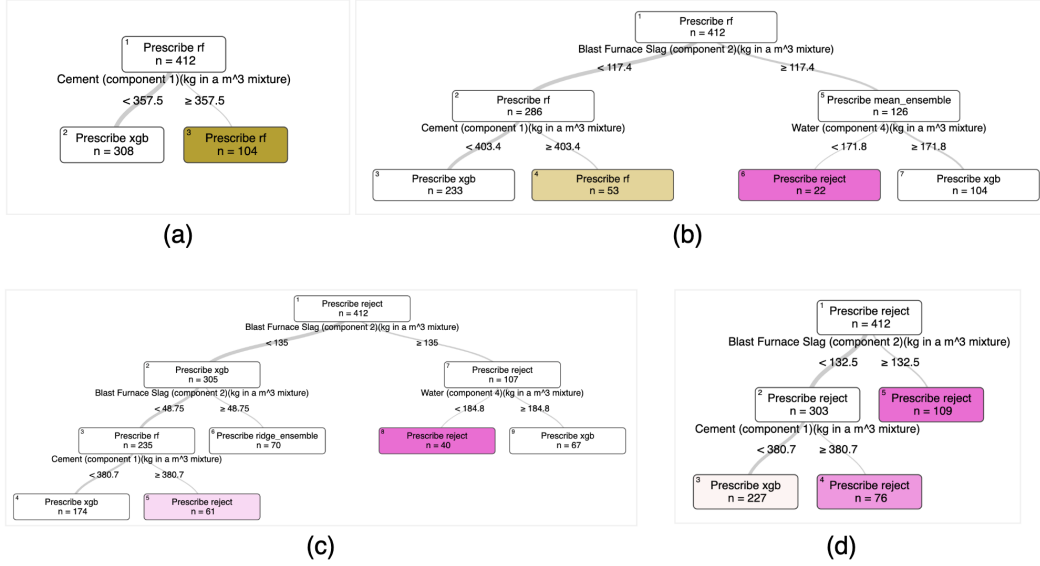 1
Prescribe rf
n = 412
Cement (component 1)(kg in a m^3 mixture)
< 357.5 ≥ 357.5
2
Prescribe xgb
n = 308
3
Prescribe rf
n = 104
(a)
1
Prescribe rf
n = 412
Blast Furnace Slag (component 2)(kg in a m^3 mixture)
< 117.4 ≥ 117.4
2
Prescribe rf
n = 286
Cement (component 1)(kg in a m^3 mixture)
5
Prescribe mean_ensemble
n = 126
Water (component 4)(kg in a m^3 mixture)
< 403.4 ≥ 403.4
< 171.8 ≥ 171.8
3
Prescribe xgb
n = 233
4
Prescribe rf
n = 53
6
Prescribe reject
n = 22
7
Prescribe xgb
n = 104
(b)
1
Prescribe reject
n = 412
Blast Furnace Slag (component 2)(kg in a m^3 mixture)
< 135 ≥ 135
2
Prescribe xgb
n = 305
Blast Furnace Slag (component 2)(kg in a m^3 mixture)
7
Prescribe reject
n = 107
Water (component 4)(kg in a m^3 mixture)
< 48.75 ≥ 48.75
< 184.8 ≥ 184.8
3
Prescribe rf
n = 235
Cement (component 1)(kg in a m^3 mixture)
6
Prescribe ridge_ensemble
n = 70
8
Prescribe reject
n = 40
9
Prescribe xgb
n = 67
< 380.7 ≥ 380.7
4
Prescribe xgb
n = 174
5
Prescribe reject
n = 61
(c)
1
Prescribe reject
n = 412
Blast Furnace Slag (component 2)(kg in a m^3 mixture)
< 132.5 ≥ 132.5
2
Prescribe reject
n = 303
5
Prescribe reject
n = 109
Cement (component 1)(kg in a m^3 mixture)
< 380.7 ≥ 380.7
3
Prescribe xgb
n = 227
4
Prescribe reject
n = 76
(d)